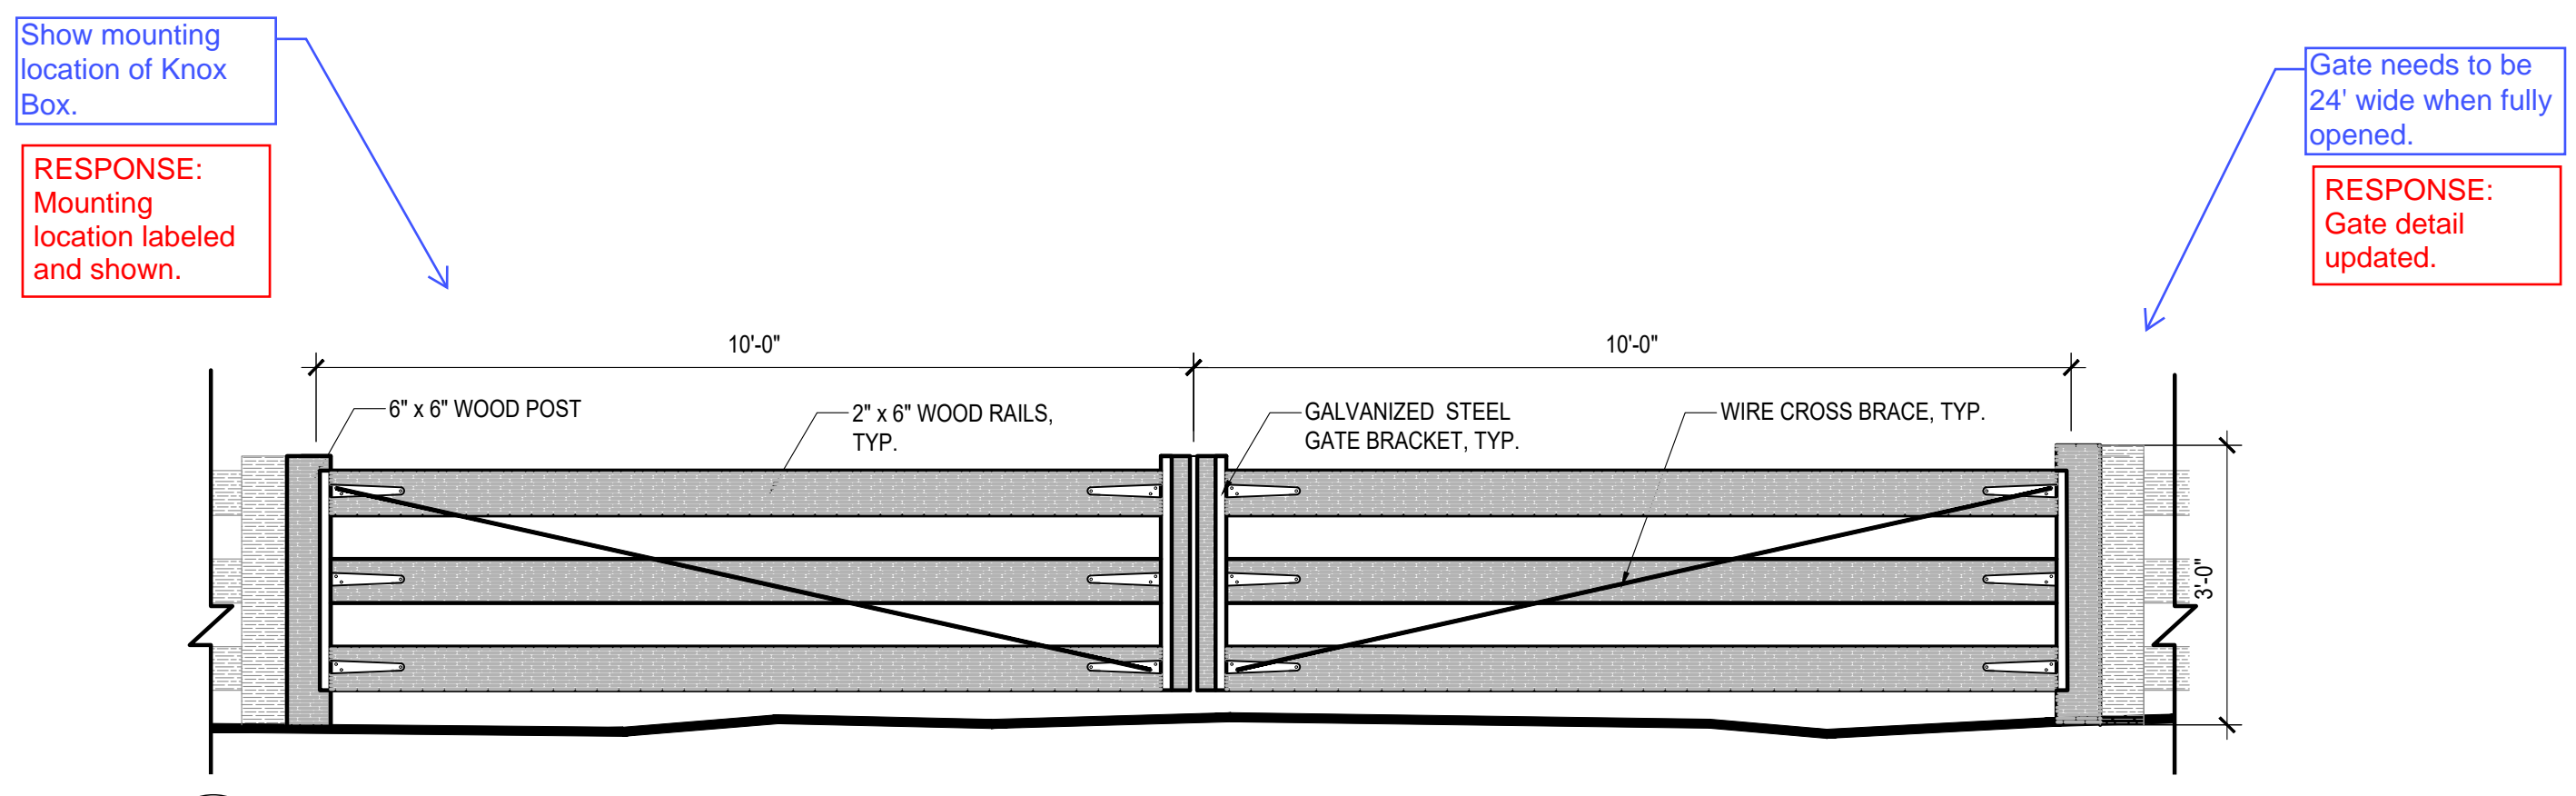 Show mounting
location of Knox
Box.
RESPONSE:
Mounting
location labeled
and shown.
Gate needs to be
24' wide when fully
opened.
RESPONSE:
Gate detail
updated.
10'-0"
10'-0"
6" x 6" WOOD POST
2" x 6" WOOD RAILS,
TYP.
GALVANIZED STEEL
GATE BRACKET, TYP.
WIRE CROSS BRACE, TYP.
3'-0"